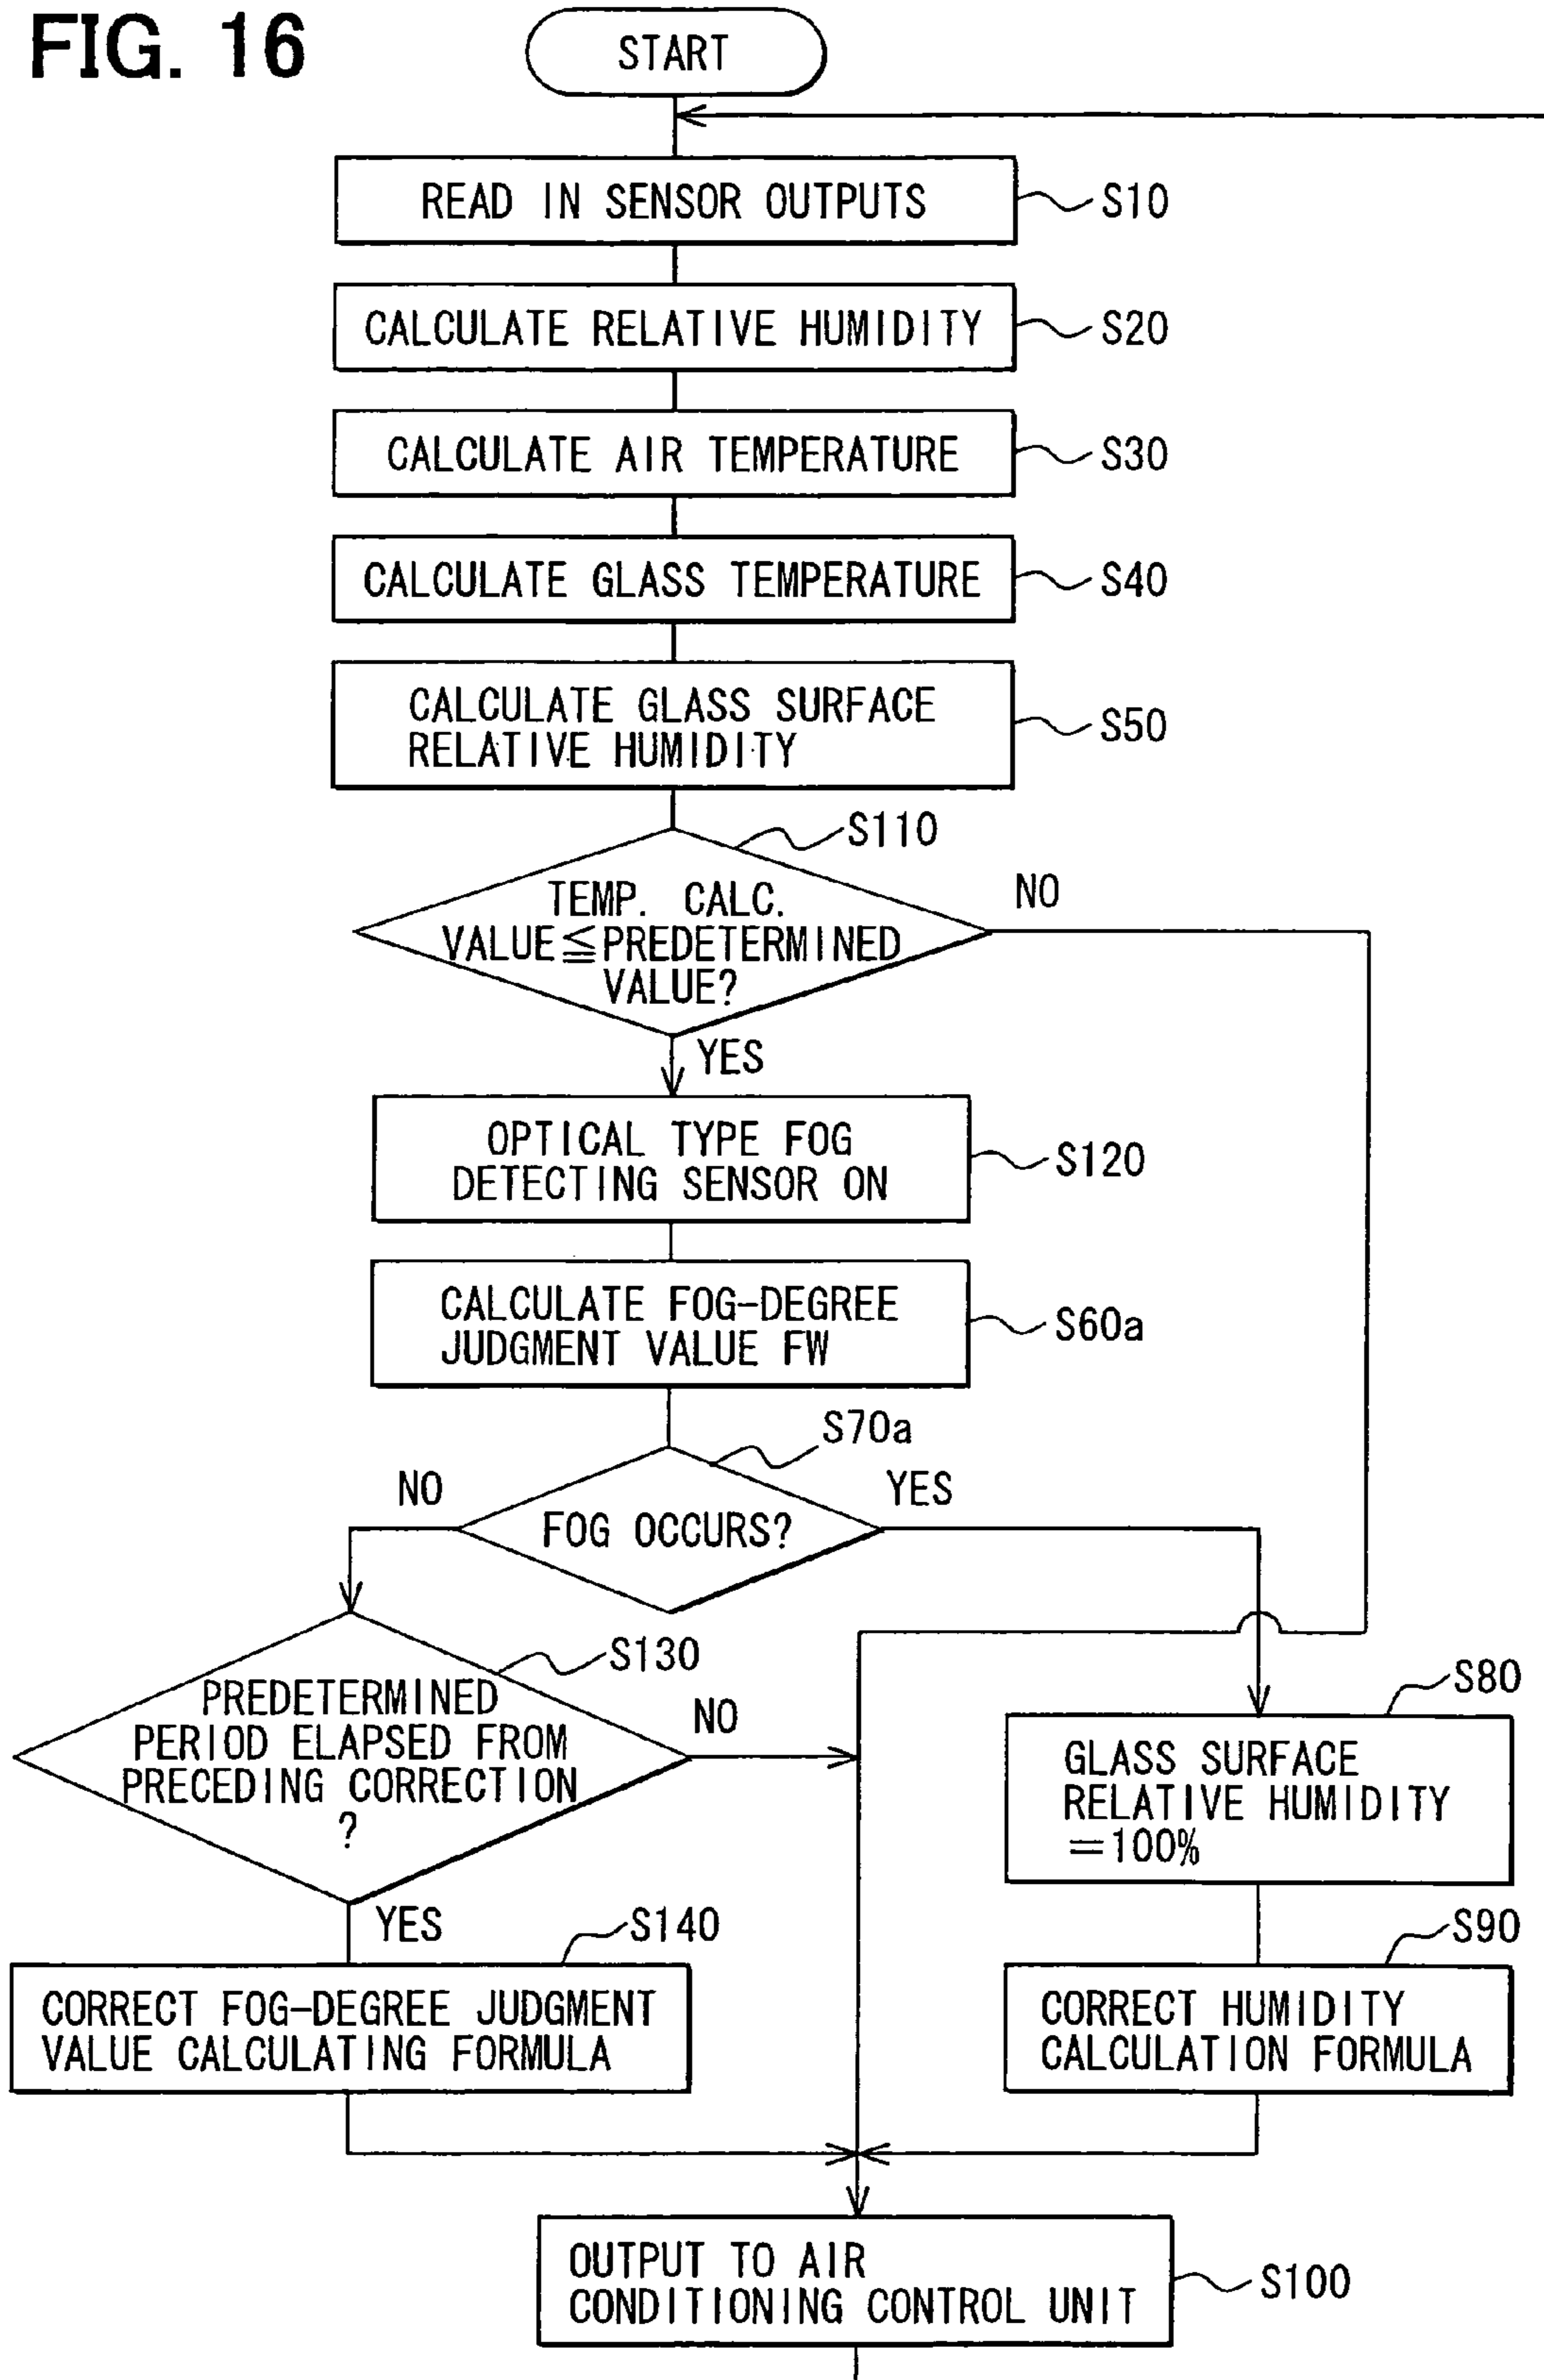 FIG. 16
START
READ IN SENSOR OUTPUTS
S10
CALCULATE RELATIVE HUMIDITY
S20
CALCULATE AIR TEMPERATURE
S30
CALCULATE GLASS TEMPERATURE
S40
CALCULATE GLASS SURFACE
RELATIVE HUMIDITY
S50
S110
TEMP. CALC.
VALUE≦PREDETERMINED
VALUE?
NO
YES
OPTICAL TYPE FOG
DETECTING SENSOR ON
S120
CALCULATE FOG-DEGREE
JUDGMENT VALUE FW
S60a
S70a
NO
FOG OCCURS?
YES
S130
PREDETERMINED
PERIOD ELAPSED FROM
PRECEDING CORRECTION
?
NO
YES
S80
GLASS SURFACE
RELATIVE HUMIDITY
=100%
S140
CORRECT FOG-DEGREE JUDGMENT
VALUE CALCULATING FORMULA
S90
CORRECT HUMIDITY
CALCULATION FORMULA
OUTPUT TO AIR
CONDITIONING CONTROL UNIT
S100